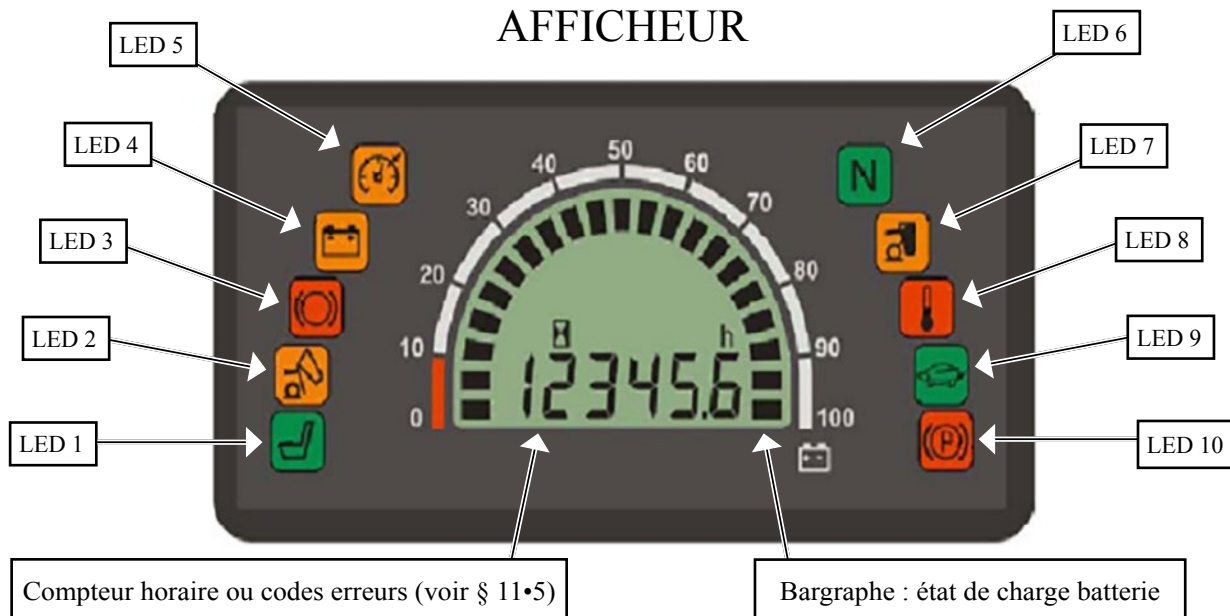 AFFICHEUR
LED 5
LED 6
LED 4
LED 7
LED 3
LED 8
LED 2
LED 9
LED 1
LED 10
0
10
20
30
40
50
60
70
80
90
100
N
h
12345.6
(P)
Compteur horaire ou codes erreurs (voir § 11•5)
Bargraphe : état de charge batterie